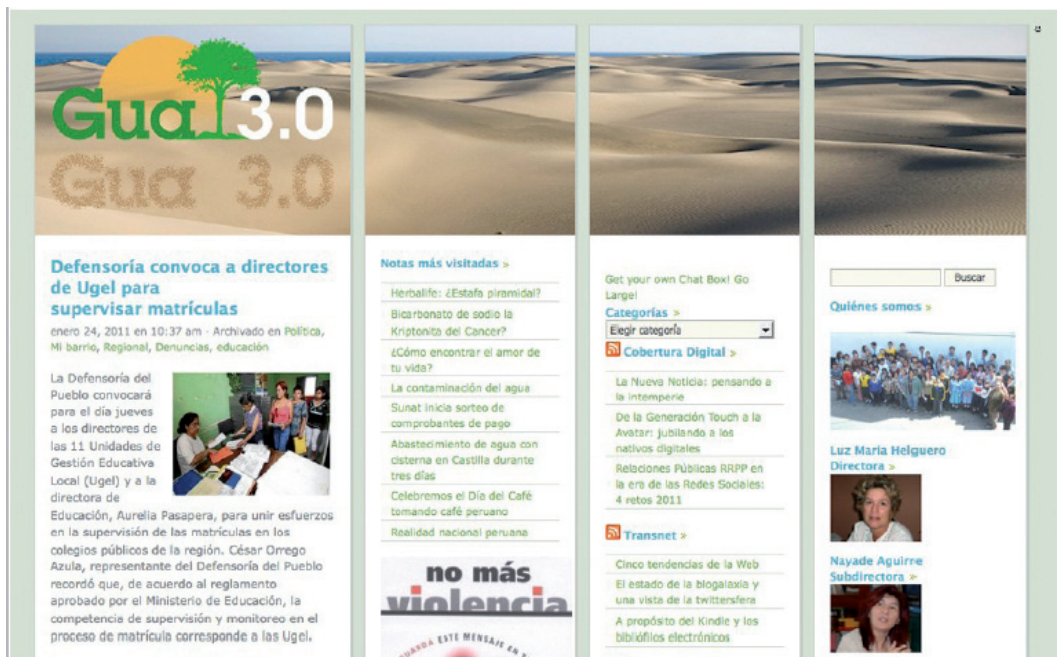 Gua 3.0
Gua 3.0
Defensoría convoca a directores
de Ugel para
supervisar matrículas
enero 24, 2011 en 10:37 am · Archivado en Política,
Mi barrio, Regional, Denuncias, educación
La Defensoría del
Pueblo convocará
para el día jueves
a los directores de
las 11 Unidades de
Gestión Educativa
Local (Ugel) y a la
directora de
Educación, Aurelia Pasapera, para unir esfuerzos
en la supervisión de las matrículas en los
colegios públicos de la región. César Orrego
Azula, representante del Defensoría del Pueblo
recordó que, de acuerdo al reglamento
aprobado por el Ministerio de Educación, la
competencia de supervisión y monitoreo en el
proceso de matrícula corresponde a las Ugel.
Notas más visitadas »
Herbalife: ¿Estafa piramidal?
Bicarbonato de sodio la
Kriptonita del Cancer?
¿Cómo encontrar el amor de
tu vida?
La contaminación del agua
Sunat inicia sorteo de
comprobantes de pago
Abastecimiento de agua con
cisterna en Castilla durante
tres días
Celebremos el Día del Café
tomando café peruano
Realidad nacional peruana
no más
violencia
GUARDA ESTE MENSAJE EN
Get your own Chat Box! Go
Large!
Categorías »
Elegir categoría
Cobertura Digital »
La Nueva Noticia: pensando a
la intemperie
De la Generación Touch a la
Avatar: jubilando a los
nativos digitales
Relaciones Públicas RRPP en
la era de las Redes Sociales:
4 retos 2011
Transnet »
Cinco tendencias de la Web
El estado de la blogalaxia y
una vista de la twittersfera
A propósito del Kindle y los
bibliófilos electrónicos
Buscar
Quiénes somos »
Luz Maria Helguero
Directora »
Nayade Aguirre
Subdirectora »